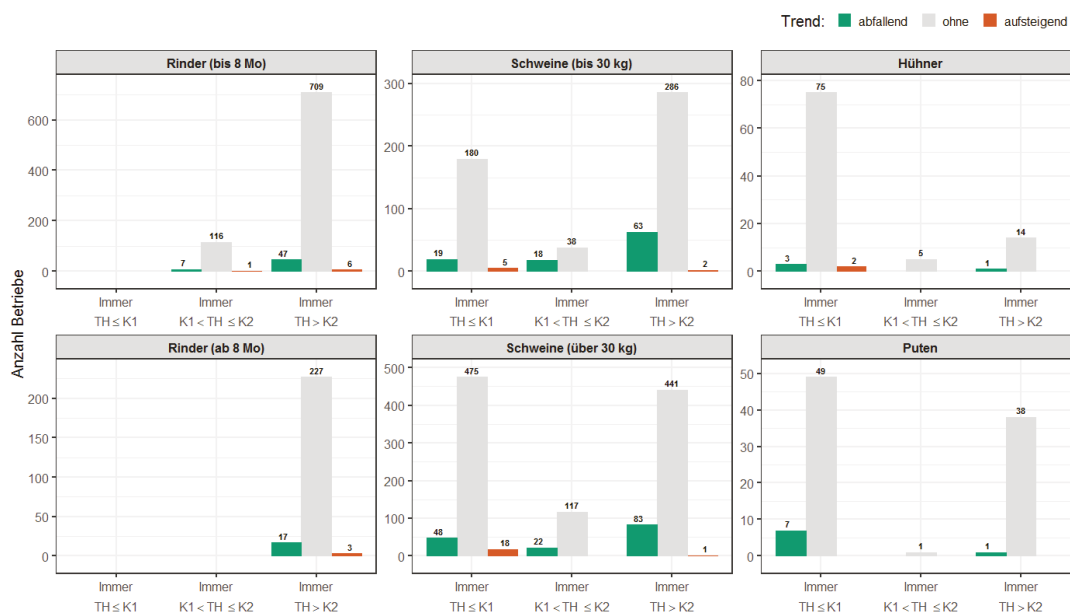 Trend: abfallend ohne aufsteigend
Anzahl Betriebe
Rinder (bis 8 Mo)
600
400
200
0
7 116 1 47 709 6
Immer Immer Immer
TH ≤ K1 K1 < TH ≤ K2 TH > K2
Schweine (bis 30 kg)
300
200
100
0
19 180 5 18 38 63 286 2
Immer Immer Immer
TH ≤ K1 K1 < TH ≤ K2 TH > K2
Hühner
80
60
40
20
0
3 75 2 5 1 14
Immer Immer Immer
TH ≤ K1 K1 < TH ≤ K2 TH > K2
Rinder (ab 8 Mo)
200
150
100
50
25
0
17 227 3
Immer Immer Immer
TH ≤ K1 K1 < TH ≤ K2 TH > K2
Schweine (über 30 kg)
500
400
300
200
100
0
48 475 18 22 117 83 441 1
Immer Immer Immer
TH ≤ K1 K1 < TH ≤ K2 TH > K2
Puten
50
40
30
20
10
0
7 49 1 1 38
Immer Immer Immer
TH ≤ K1 K1 < TH ≤ K2 TH > K2